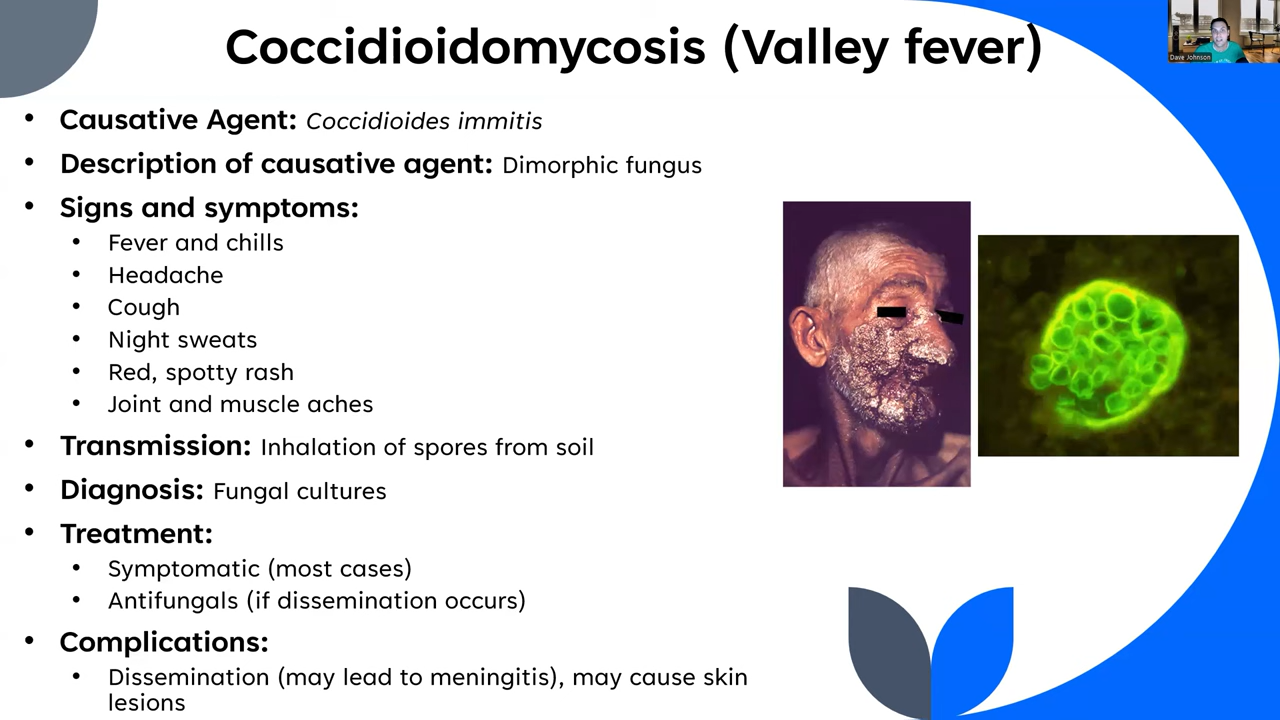 Coccidioidomycosis (Valley fever)
Dave Johnson
• Causative Agent: Coccidioides immitis
• Description of causative agent: Dimorphic fungus
• Signs and symptoms:
• Fever and chills
• Headache
• Cough
• Night sweats
• Red, spotty rash
• Joint and muscle aches
• Transmission: Inhalation of spores from soil
• Diagnosis: Fungal cultures
• Treatment:
• Symptomatic (most cases)
• Antifungals (if dissemination occurs)
• Complications:
• Dissemination (may lead to meningitis), may cause skin
lesions